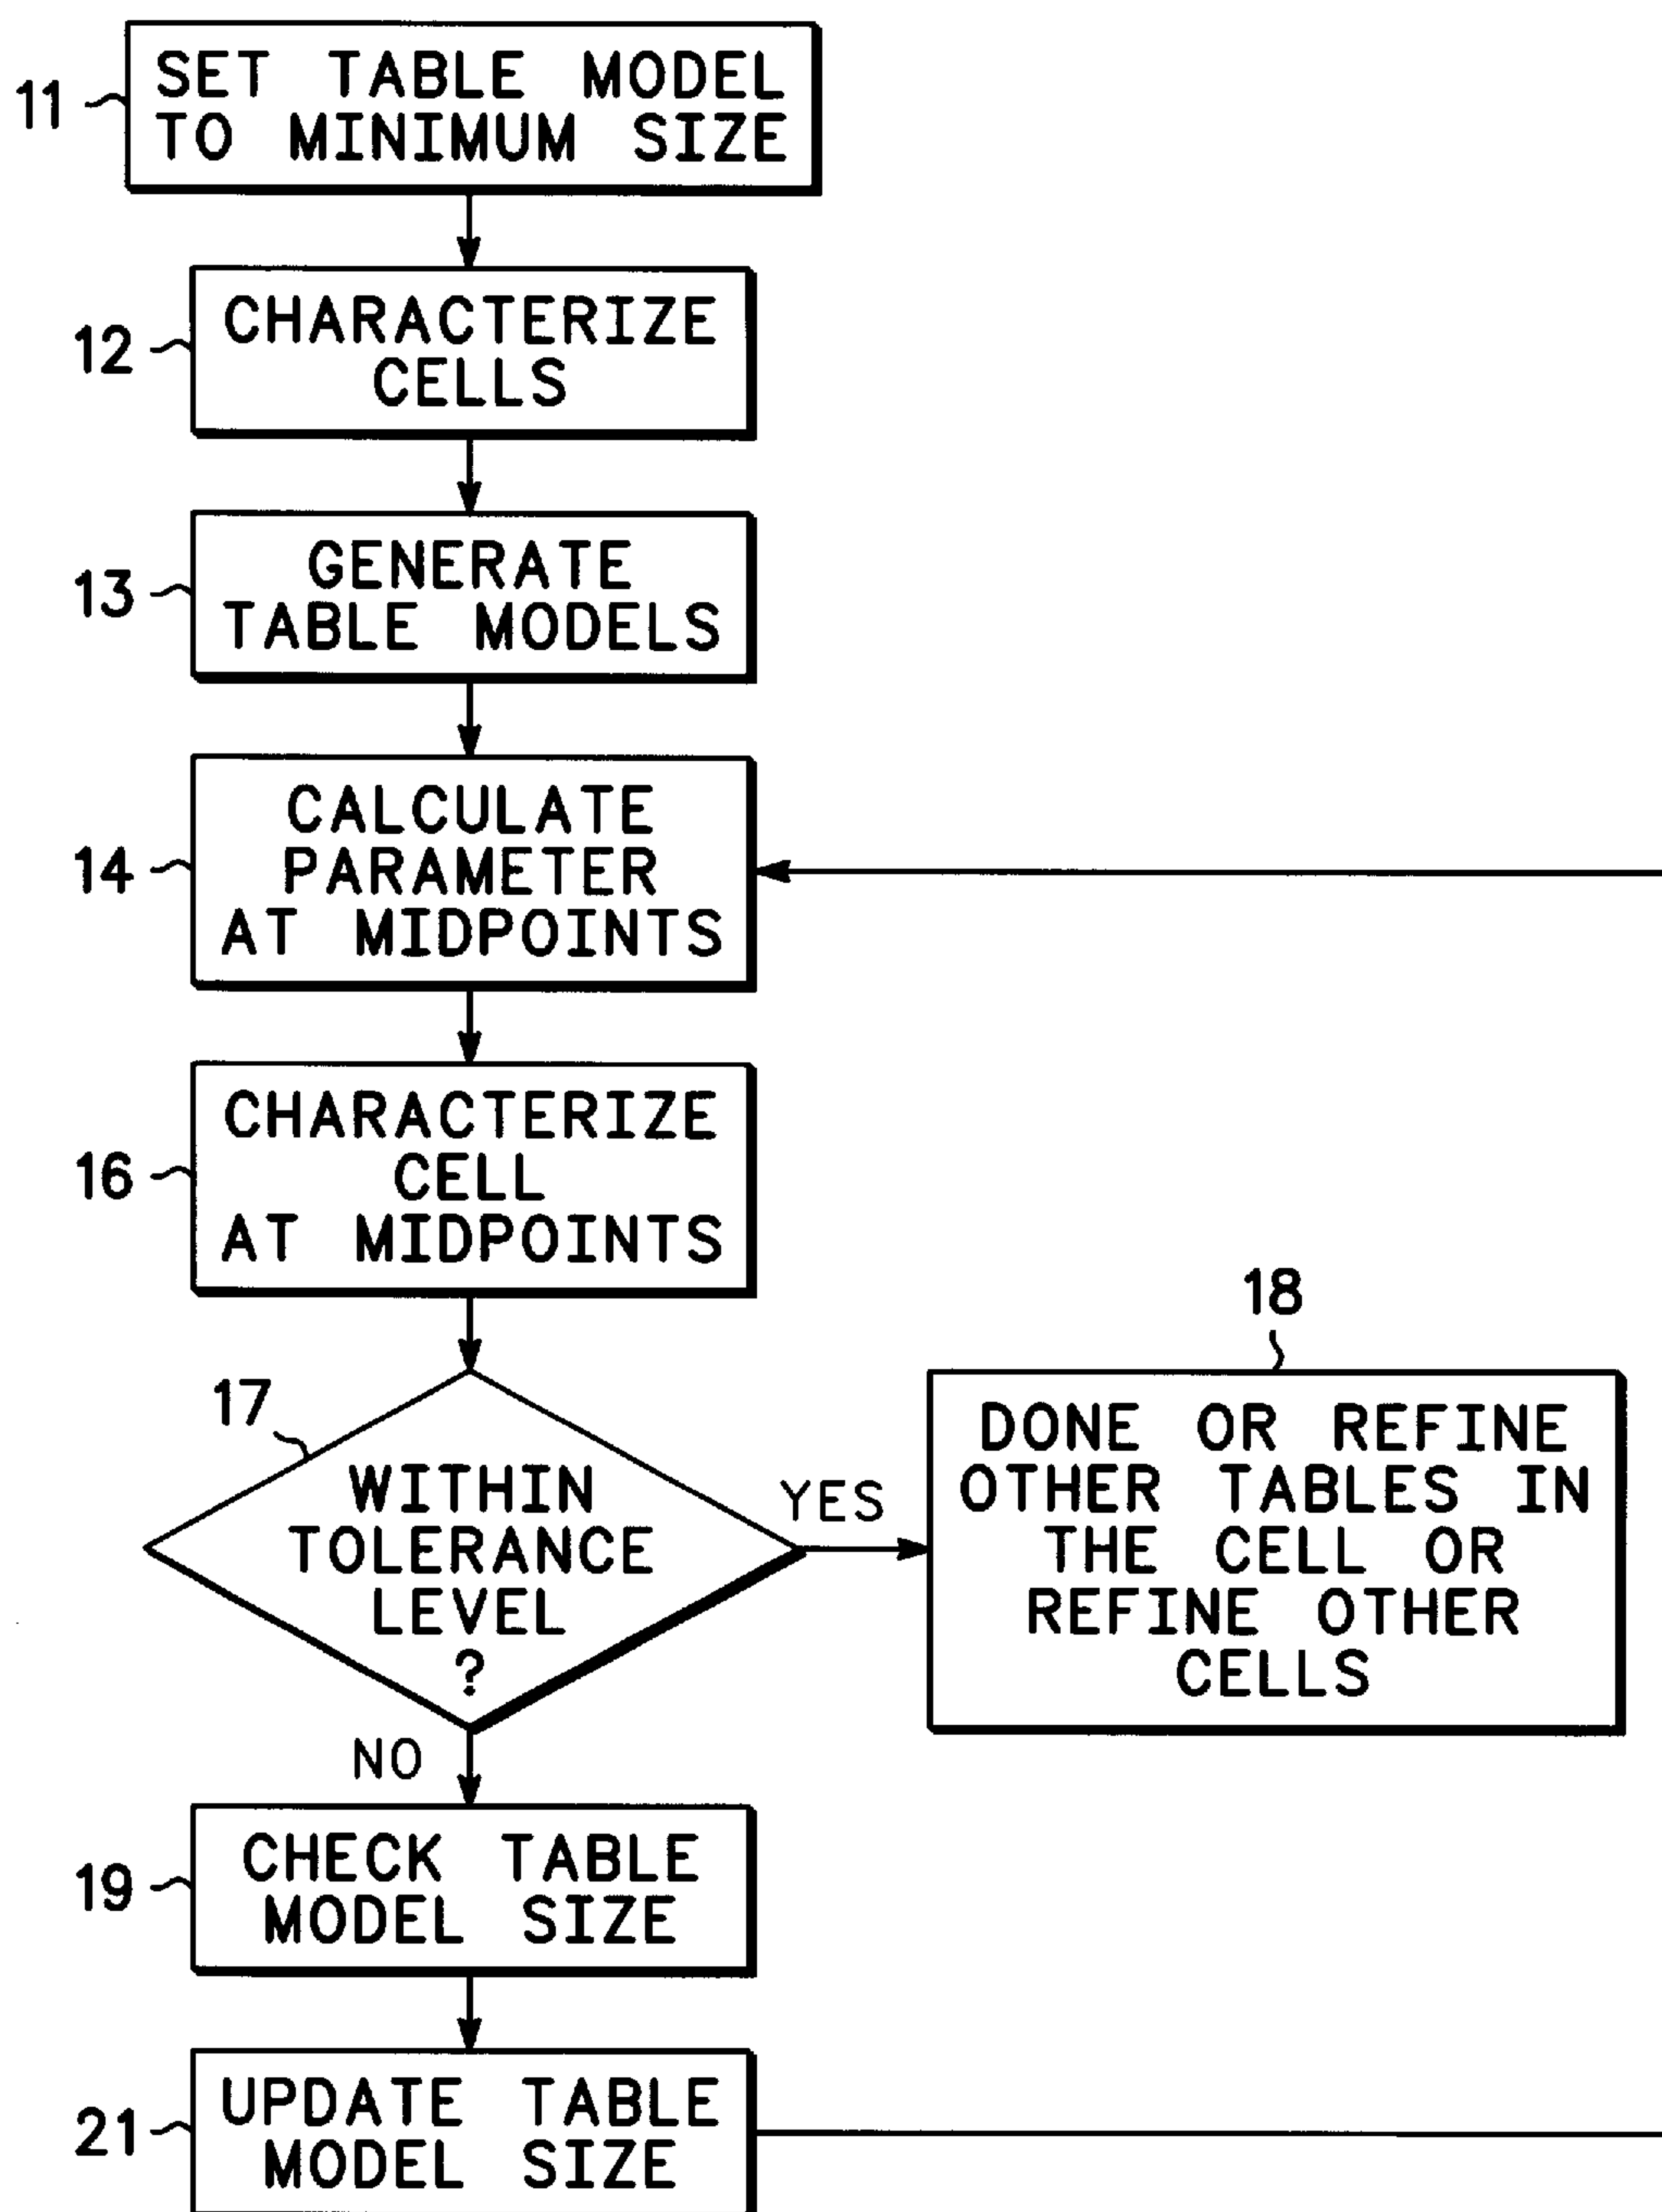 11
SET TABLE MODEL
TO MINIMUM SIZE
12
CHARACTERIZE
CELLS
13
GENERATE
TABLE MODELS
14
CALCULATE
PARAMETER
AT MIDPOINTS
16
CHARACTERIZE
CELL
AT MIDPOINTS
17
WITHIN
TOLERANCE
LEVEL
?
YES
18
DONE OR REFINE
OTHER TABLES IN
THE CELL OR
REFINE OTHER
CELLS
NO
19
CHECK TABLE
MODEL SIZE
21
UPDATE TABLE
MODEL SIZE